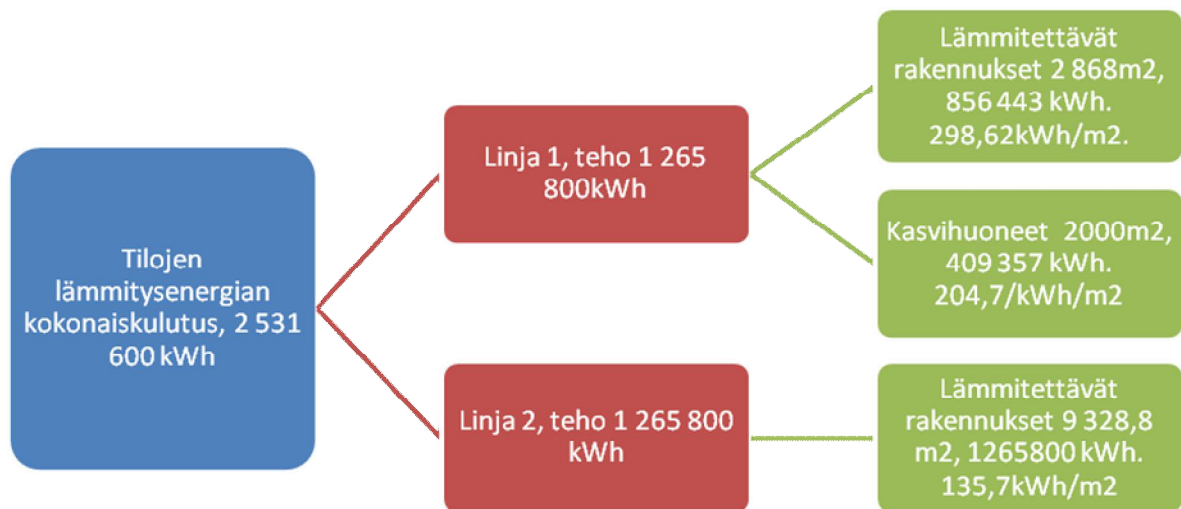 Tilojen
lämmitysenergian
kokonaiskulutus, 2 531
600 kWh
Linja 1, teho 1 265
800kWh
Linja 2, teho 1 265 800
kWh
Lämmitettävät
rakennukset 2 868m2,
856 443 kWh.
298,62kWh/m2.
Kasvihuoneet 2000m2,
409 357 kWh.
204,7/kWh/m2
Lämmitettävät
rakennukset 9 328,8
m2, 1265800 kWh.
135,7kWh/m2